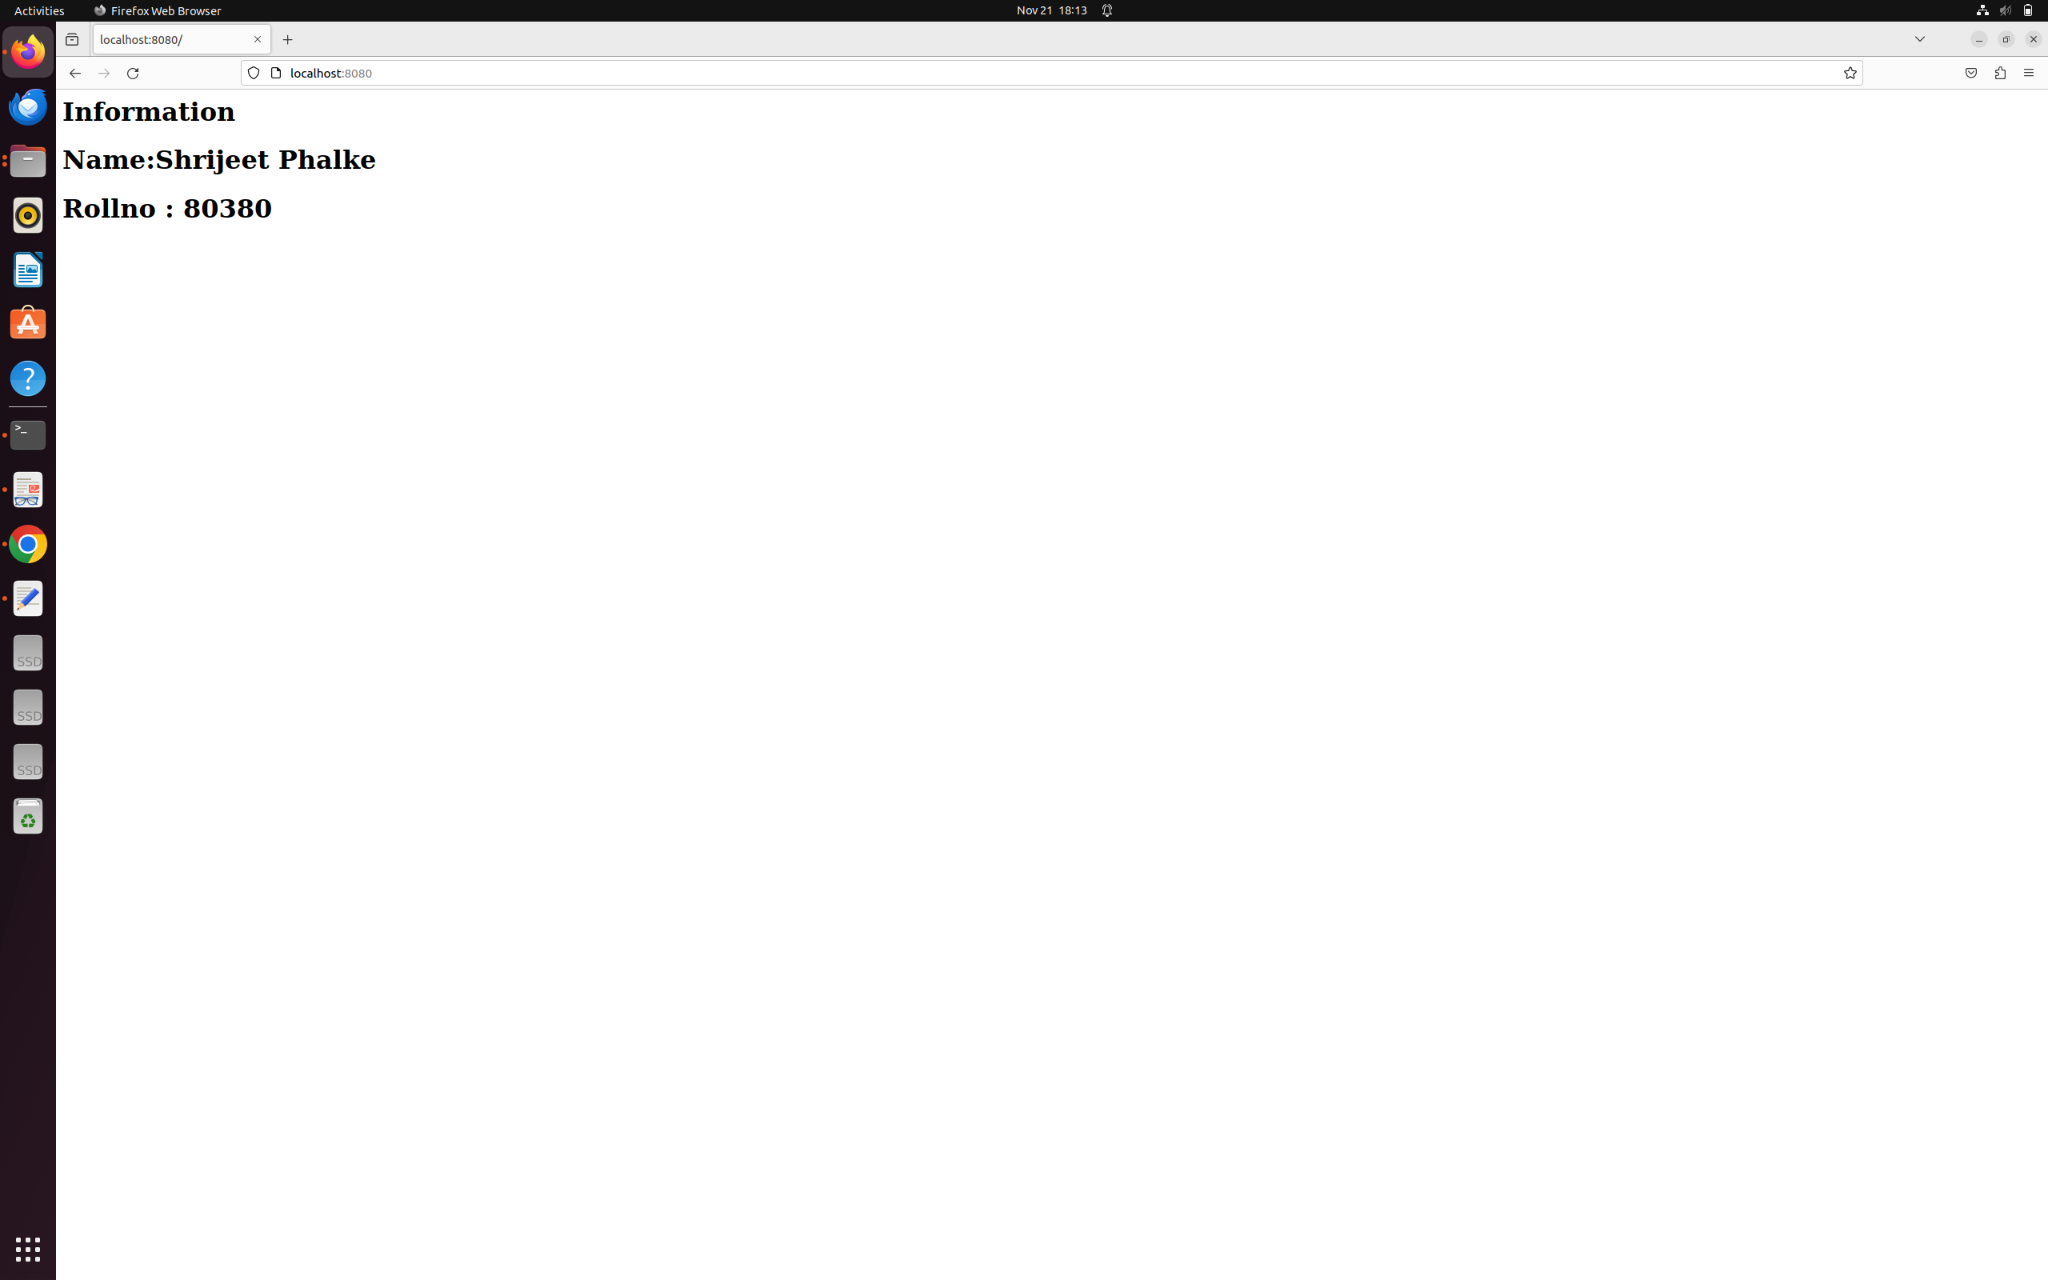 Activities Firefox Web Browser Nov 21 18:13
localhost:8080/
localhost:8080
Information
Name:Shrijeet Phalke
Rollno : 80380
>_
SSD
SSD
SSD